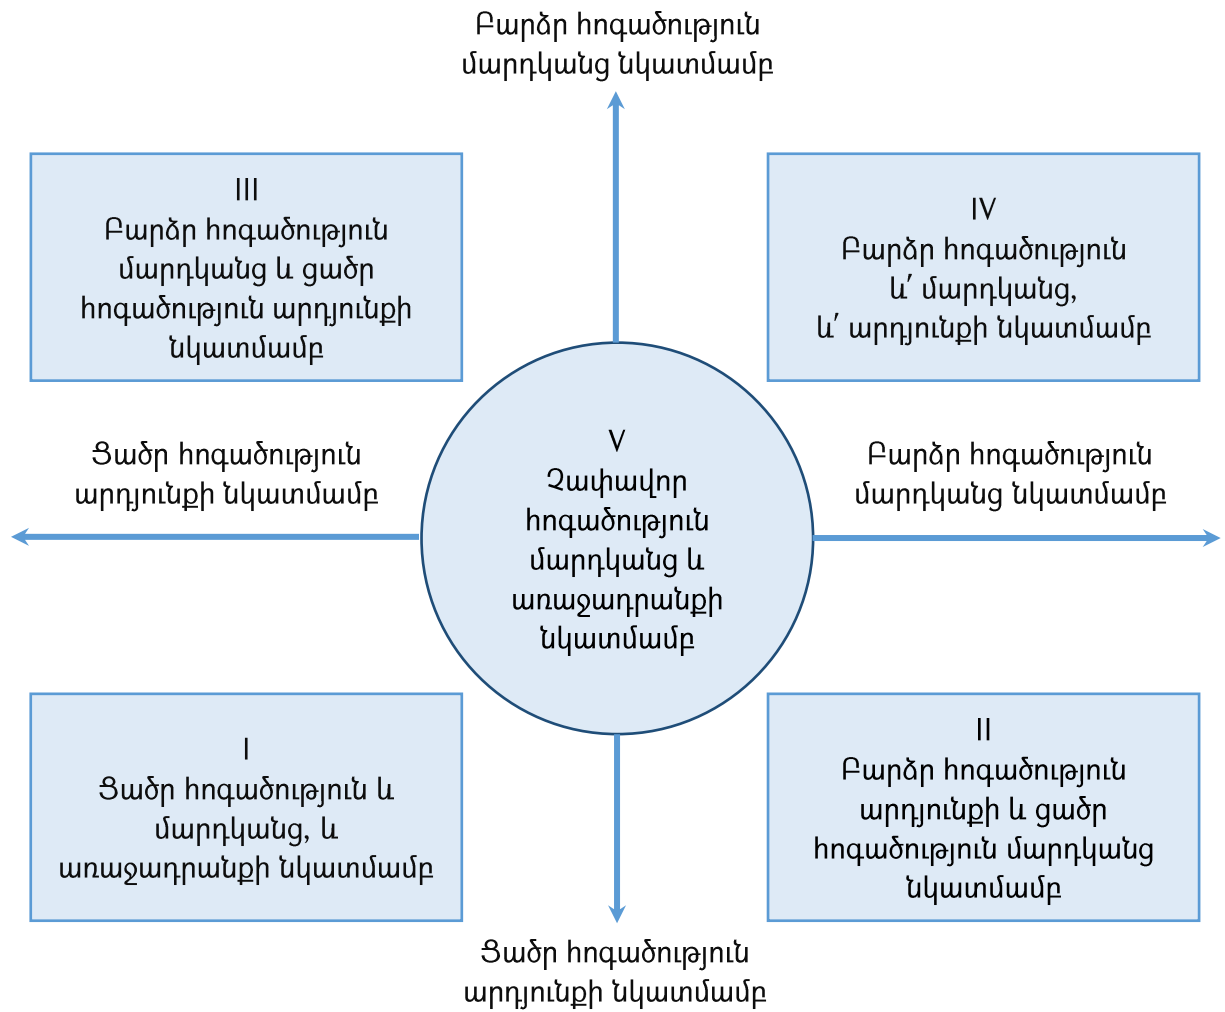 Բարձր հոգածություն
մարդկանց նկատմամբ
III
Բարձր հոգածություն
մարդկանց և ցածր
հոգածություն արդյունքի
նկատմամբ
IV
Բարձր հոգածություն
և՛ մարդկանց,
և՛ արդյունքի նկատմամբ
Ցածր հոգածություն
արդյունքի նկատմամբ
V
Չափավոր
հոգածություն
մարդկանց և
առաջադրանքի
նկատմամբ
Բարձր հոգածություն
մարդկանց նկատմամբ
I
Ցածր հոգածություն և
մարդկանց, և
առաջադրանքի նկատմամբ
II
Բարձր հոգածություն
արդյունքի և ցածր
հոգածություն մարդկանց
նկատմամբ
Ցածր հոգածություն
արդյունքի նկատմամբ